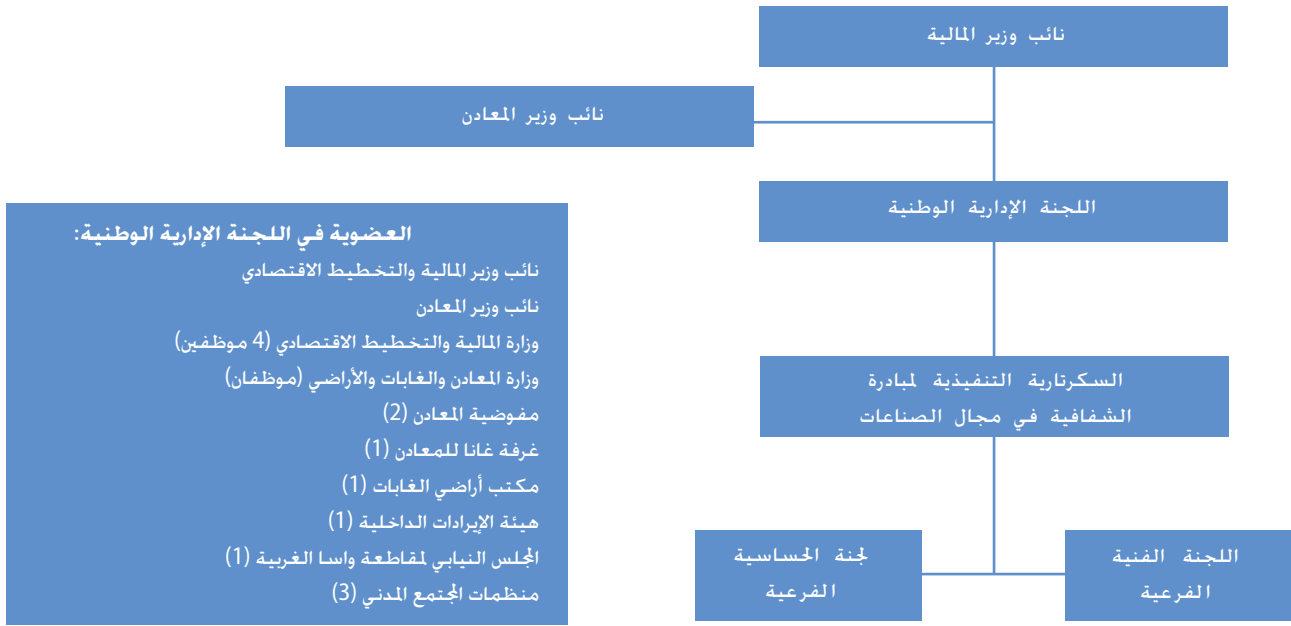 نائب وزير المالية
نائب وزير المعادن
اللجنة الإدارية الوطنية
العضوية في اللجنة الإدارية الوطنية:
نائب وزير المالية والتخطيط الاقتصادي
نائب وزير المعادن
وزارة المالية والتخطيط الاقتصادي (4 موظفين)
وزارة المعادن والغابات والأراضي (موظفان)
مفوضية المعادن (2)
غرفة غانا للمعادن (1)
مكتب أراضي الغابات (1)
هيئة الإيرادات الداخلية (1)
المجلس النيابي لمقاطعة واسا الغربية (1)
منظمات المجتمع المدني (3)
السكرتارية التنفيذية لمبادرة
الشفافية في مجال الصناعات
اللجنة الفنية
الفرعية
لجنة الحساسية
الفرعية